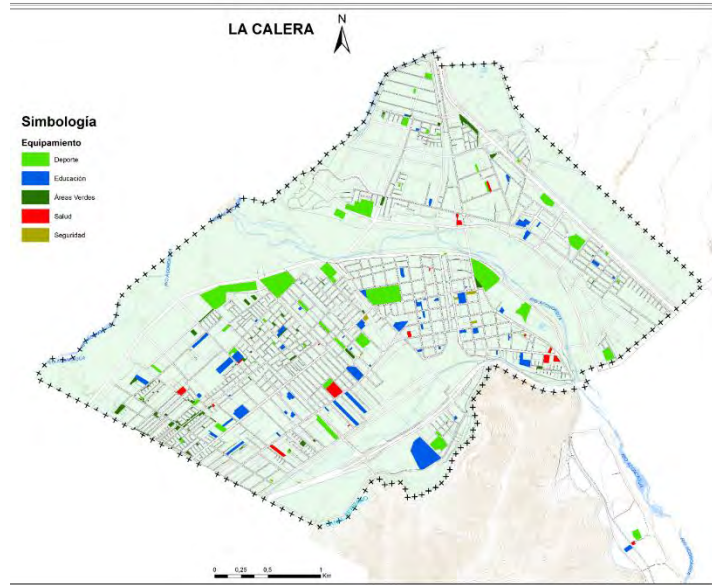 LA CALERA
N
Simbología
Equipamiento
Deporte
Educación
Áreas Verdes
Salud
Seguridad
0 0,25 0,5 1
Km